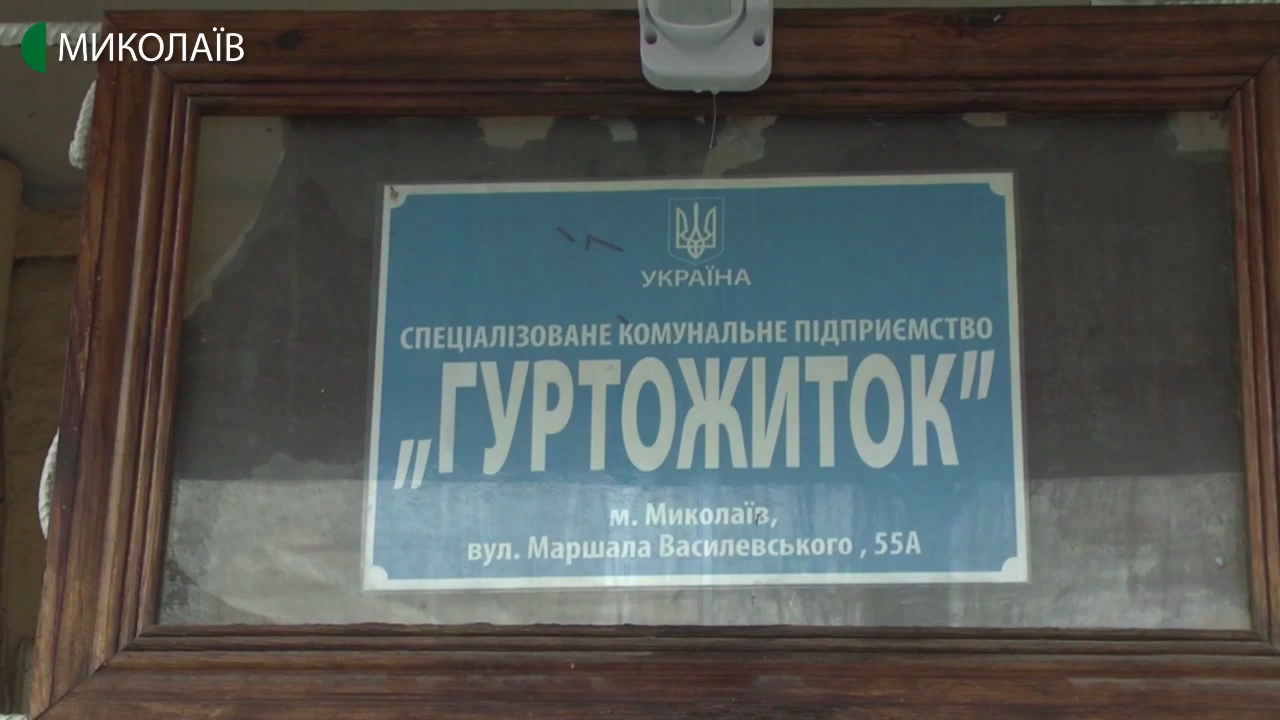 МИКОЛАЇВ
УКРАЇНА
СПЕЦІАЛІЗОВАНЕ КОМУНАЛЬНЕ ПІДПРИЄМСТВО
„ГУРТОЖИТОК”
м. Миколаїв,
вул. Маршала Василевського , 55А